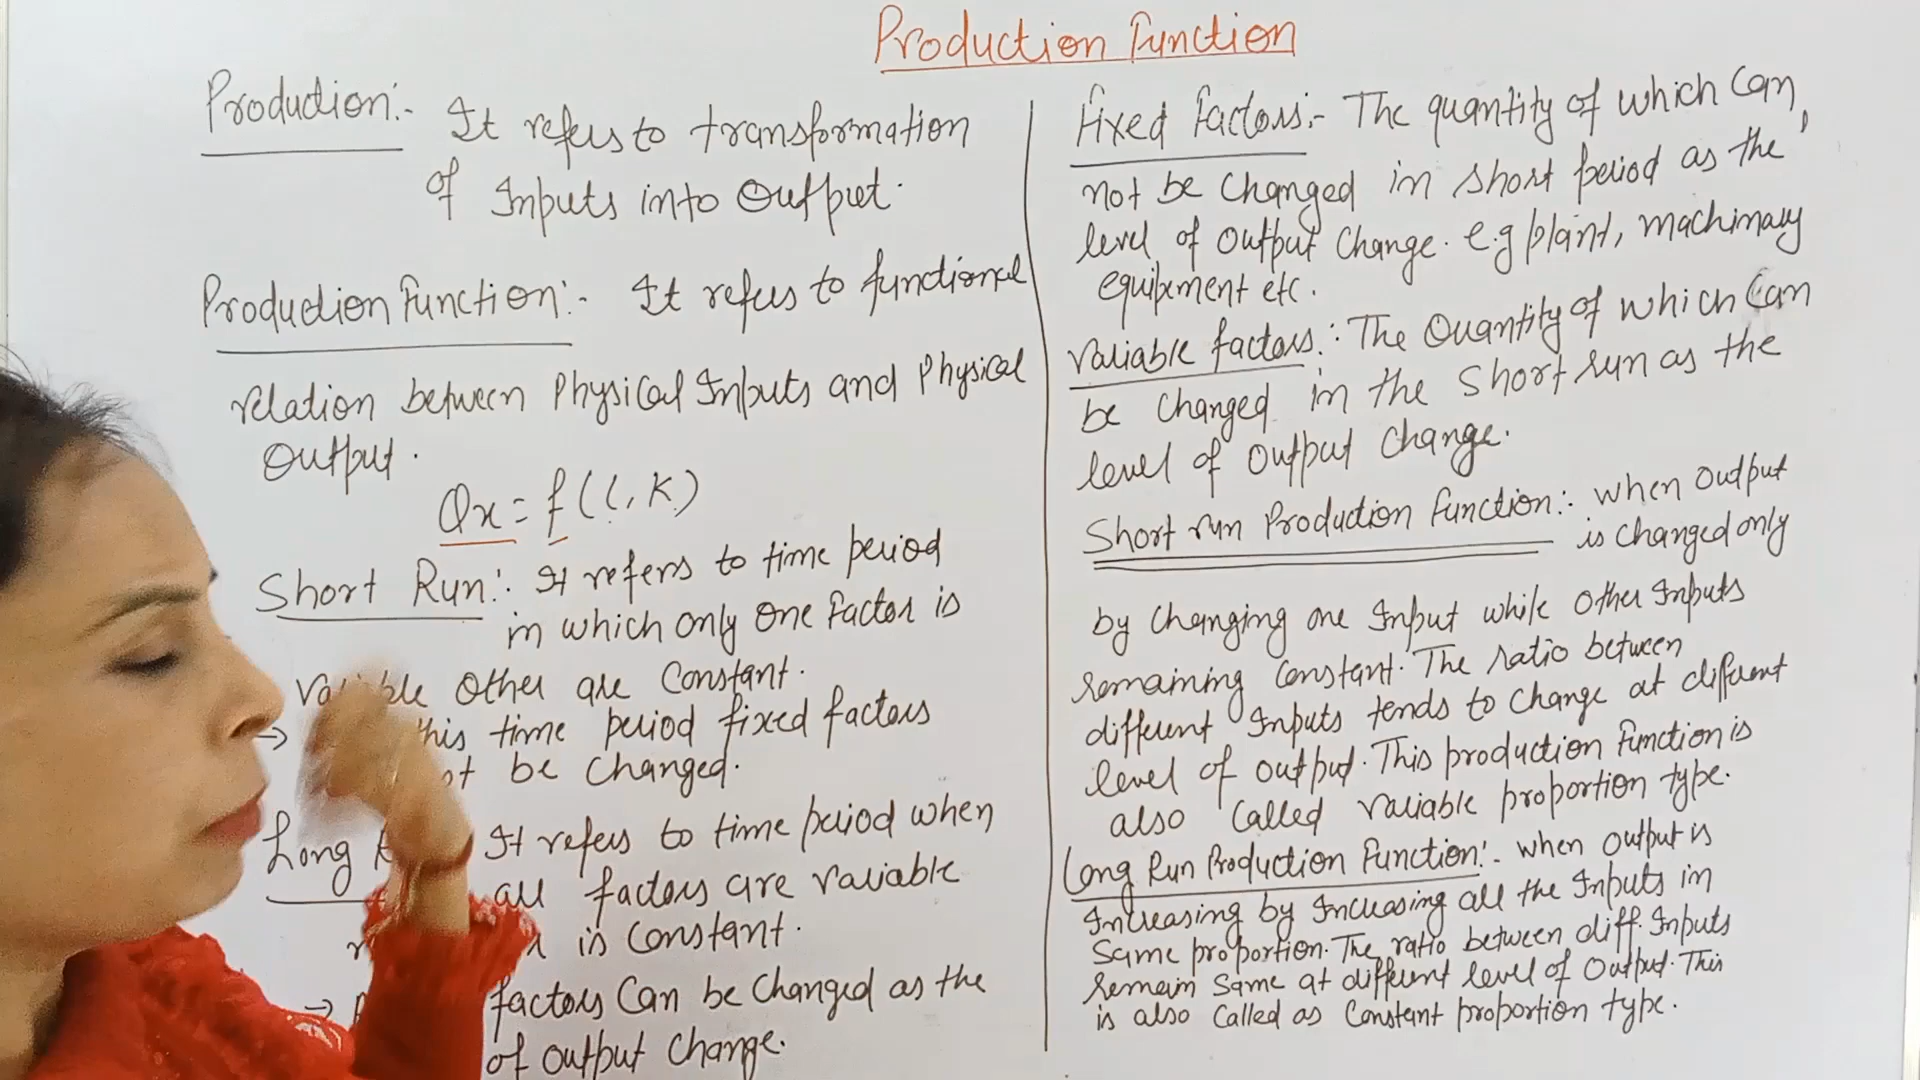 Production Function
Production:- It refers to transformation
of Inputs into Output.
Production Function:- It refers to functional
relation between Physical Inputs and Physical
Output.
Qx = f(L, K)
Short Run:- It refers to time period
in which only One Factor is
Variable Other are Constant.
→ this time period fixed factors
be Changed.
Long It refers to time period when
all factors are variable
is Constant.
→ factors Can be Changed as the
of output Change.
Fixed Factors:- The quantity of which Can
not be Changed in short period as the
level of output Change. e.g plant, machinary
equipment etc.
Variable factors:- The Quantity of which Can
be Changed in the Short run as the
level of Output Change.
Short run Production Function:- when output
is changed only
by Changing one Input while other Inputs
remaining Constant. The ratio between
different Inputs tends to Change at different
level of output. This production Function is
also Called Variable proportion type.
Long Run Production Function:- when output is
Increasing by Increasing all the Inputs in
Same proportion. The ratio between diff. Inputs
remain Same at different level of Output. This
is also Called as Constant proportion type.